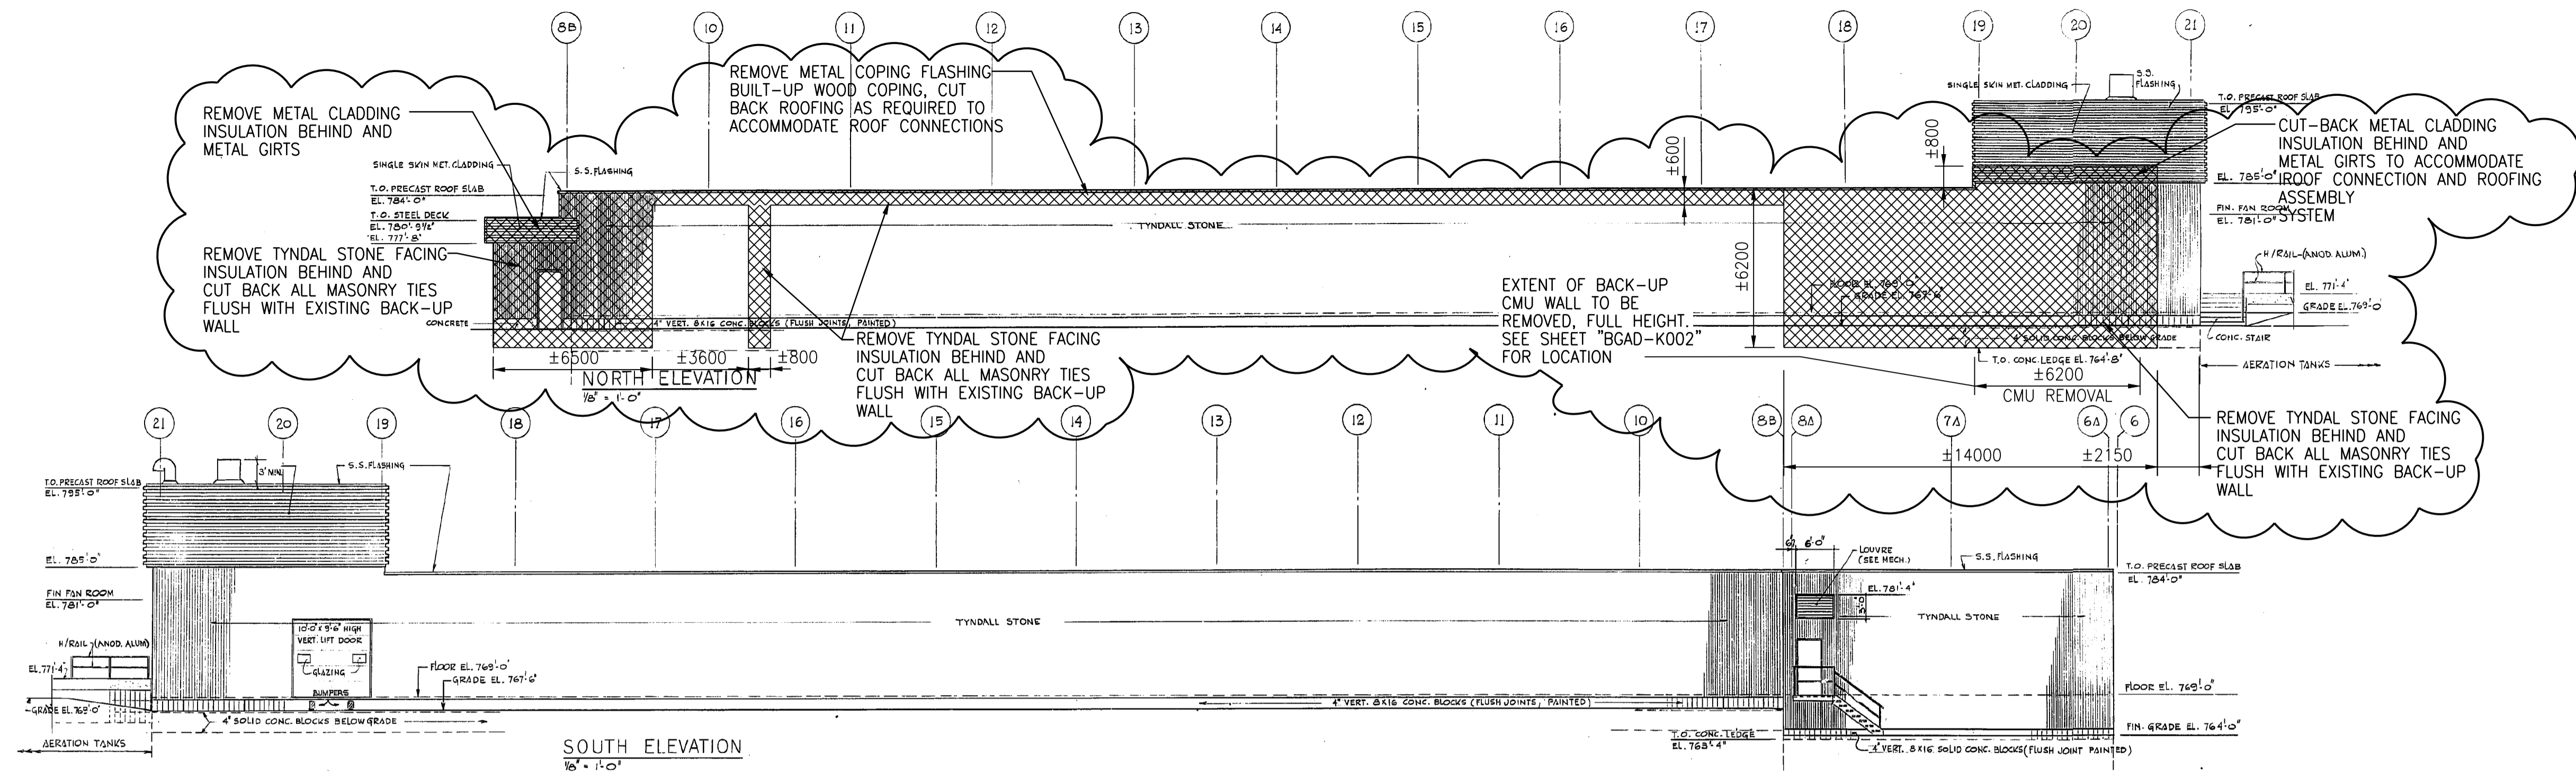 8B
10
11
12
13
14
15
16
17
18
19
20
21
REMOVE METAL CLADDING
INSULATION BEHIND AND
METAL GIRTS
REMOVE METAL COPING FLASHING
BUILT-UP WOOD COPING, CUT
BACK ROOFING AS REQUIRED TO
ACCOMMODATE ROOF CONNECTIONS
SINGLE SKIN MET. CLADDING
S.S. FLASHING
T.O. PRECAST ROOF SLAB
EL. 784'-0"
T.O. STEEL DECK
EL. 780'-9½"
EL. 777'-8"
REMOVE TYNDAL STONE FACING
INSULATION BEHIND AND
CUT BACK ALL MASONRY TIES
FLUSH WITH EXISTING BACK-UP
WALL
CONCRETE
4" VERT. 8X16 CONC. BLOCKS (FLUSH JOINTS, PAINTED)
TYNDALL STONE
±6500
±3600
±800
NORTH ELEVATION
1/8" = 1'-0"
REMOVE TYNDAL STONE FACING
INSULATION BEHIND AND
CUT BACK ALL MASONRY TIES
FLUSH WITH EXISTING BACK-UP
WALL
±600
±6200
±800
SINGLE SKIN MET. CLADDING
S.S.
FLASHING
T.O. PRECAST ROOF SLAB
EL. 795'-0"
CUT-BACK METAL CLADDING
INSULATION BEHIND AND
METAL GIRTS TO ACCOMMODATE
ROOF CONNECTION AND ROOFING
ASSEMBLY
SYSTEM
EL. 785'-0"
FIN. FAN ROOM
EL. 781'-0"
H/RAIL-(ANOD. ALUM.)
EL. 771'-4"
GRADE EL. 769'-0"
CONC. STAIR
AERATION TANKS
EXTENT OF BACK-UP
CMU WALL TO BE
REMOVED, FULL HEIGHT.
SEE SHEET "BGAD-K002"
FOR LOCATION
FLOOR EL. 769'-0"
GRADE EL. 767'-6"
4" SOLID CONC. BLOCKS BELOW GRADE
T.O. CONC. LEDGE EL. 764'-8"
±6200
CMU REMOVAL
REMOVE TYNDAL STONE FACING
INSULATION BEHIND AND
CUT BACK ALL MASONRY TIES
FLUSH WITH EXISTING BACK-UP
WALL
±14000
±2150
21
20
19
18
17
16
15
14
13
12
11
10
8B
8A
7A
6A
6
T.O. PRECAST ROOF SLAB
EL. 795'-0"
3' MIN.
S.S. FLASHING
EL. 785'-0"
FIN FAN ROOM
EL. 781'-0"
H/RAIL-(ANOD. ALUM)
EL. 771'-4"
GRADE EL. 769'-0"
AERATION TANKS
10'-0" X 9'-6" HIGH
VERT. LIFT DOOR
GLAZING
BUMPERS
FLOOR EL. 769'-0"
GRADE EL. 767'-6"
4" SOLID CONC. BLOCKS BELOW GRADE
TYNDALL STONE
4" VERT. 8X16 CONC. BLOCKS (FLUSH JOINTS, PAINTED)
T.O. CONC. LEDGE
EL. 763'-4"
6"
6'-0"
LOUVRE
(SEE MECH.)
S.S. FLASHING
EL. 781'-4"
3'-0"
TYNDALL STONE
T.O. PRECAST ROOF SLAB
EL. 784'-0"
FLOOR EL. 769'-0"
FIN. GRADE EL. 764'-0"
4" VERT. 8X16 SOLID CONC. BLOCKS (FLUSH JOINT PAINTED)
SOUTH ELEVATION
1/8" = 1'-0"